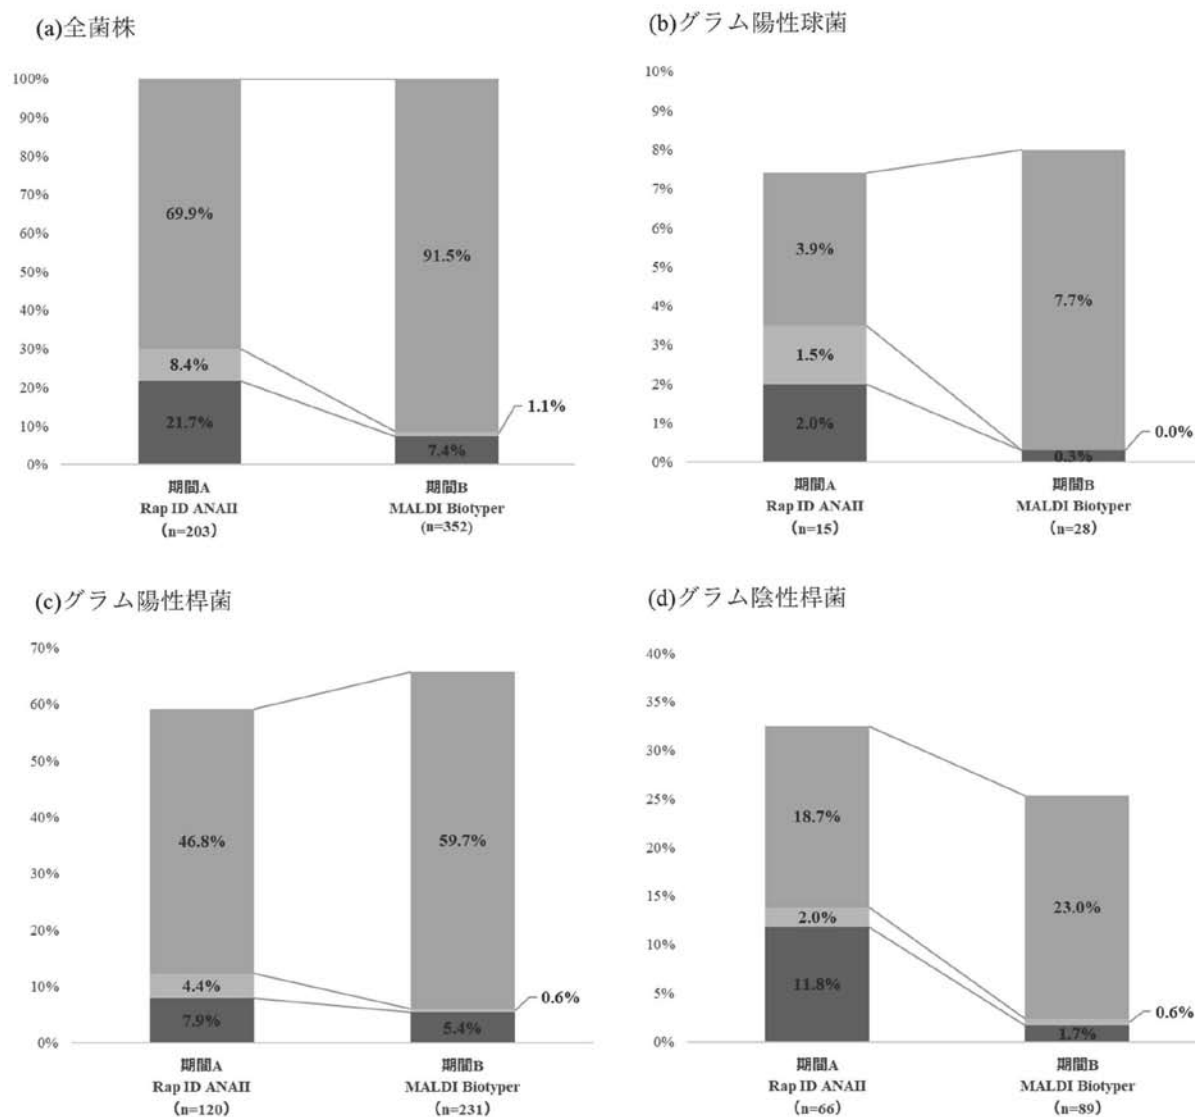 (a)全菌株
100%
90%
80%
70%
60%
50%
40%
30%
20%
10%
0%
69.9%
8.4%
21.7%
91.5%
1.1%
7.4%
期間A
Rap ID ANAII
(n=203)
期間B
MALDI Biotyper
(n=352)
(b)グラム陽性球菌
10%
9%
8%
7%
6%
5%
4%
3%
2%
1%
0%
3.9%
1.5%
2.0%
7.7%
0.0%
0.3%
期間A
Rap ID ANAII
(n=15)
期間B
MALDI Biotyper
(n=28)
(c)グラム陽性桿菌
70%
60%
50%
40%
30%
20%
10%
0%
46.8%
4.4%
7.9%
59.7%
0.6%
5.4%
期間A
Rap ID ANAII
(n=120)
期間B
MALDI Biotyper
(n=231)
(d)グラム陰性桿菌
40%
35%
30%
25%
20%
15%
10%
5%
0%
18.7%
2.0%
11.8%
23.0%
0.6%
1.7%
期間A
Rap ID ANAII
(n=66)
期間B
MALDI Biotyper
(n=89)